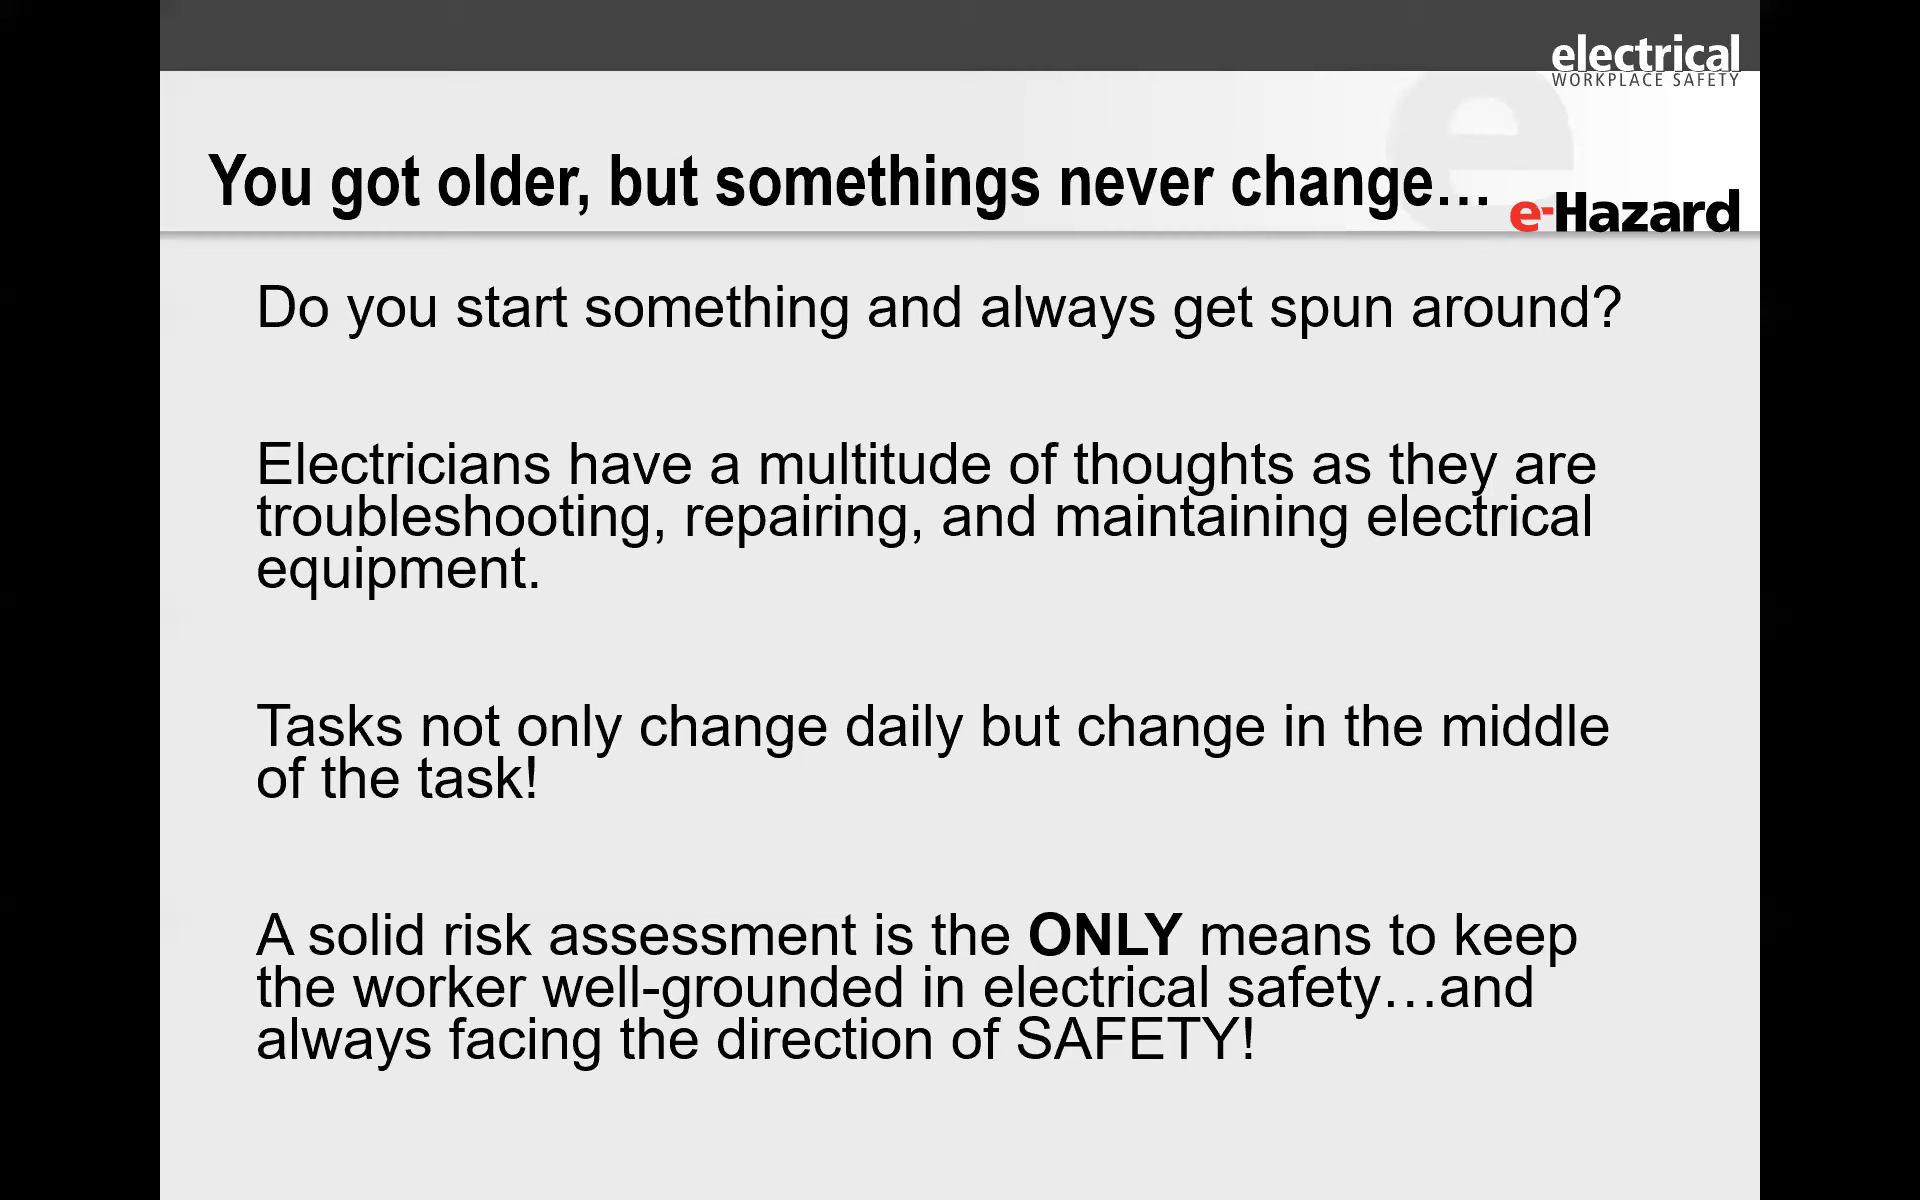 electrical
WORKPLACE SAFETY
You got older, but somethings never change...
e-Hazard
Do you start something and always get spun around?
Electricians have a multitude of thoughts as they are
troubleshooting, repairing, and maintaining electrical
equipment.
Tasks not only change daily but change in the middle
of the task!
A solid risk assessment is the ONLY means to keep
the worker well-grounded in electrical safety...and
always facing the direction of SAFETY!